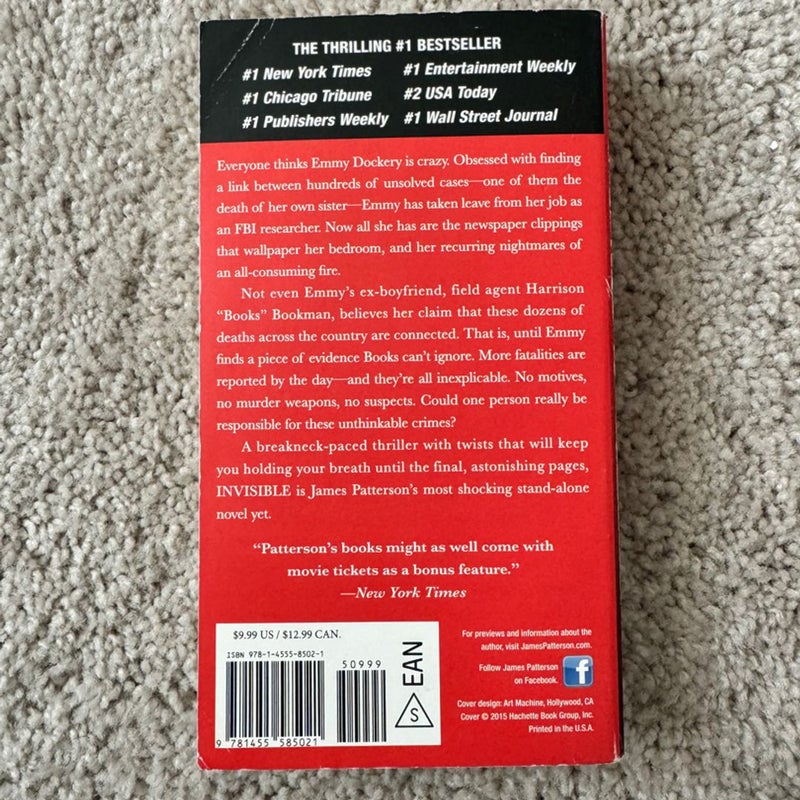 THE THRILLING #1 BESTSELLER
#1 New York Times #1 Entertainment Weekly
#1 Chicago Tribune #2 USA Today
#1 Publishers Weekly #1 Wall Street Journal
Everyone thinks Emmy Dockery is crazy. Obsessed with finding
a link between hundreds of unsolved cases—one of them the
death of her own sister—Emmy has taken leave from her job as
an FBI researcher. Now all she has are the newspaper clippings
that wallpaper her bedroom, and her recurring nightmares of
an all-consuming fire.
Not even Emmy's ex-boyfriend, field agent Harrison
"Books" Bookman, believes her claim that these dozens of
deaths across the country are connected. That is, until Emmy
finds a piece of evidence Books can't ignore. More fatalities are
reported by the day—and they're all inexplicable. No motives,
no murder weapons, no suspects. Could one person really be
responsible for these unthinkable crimes?
A breakneck-paced thriller with twists that will keep
you holding your breath until the final, astonishing pages,
INVISIBLE is James Patterson's most shocking stand-alone
novel yet.
"Patterson's books might as well come with
movie tickets as a bonus feature."
—New York Times
$9.99 US / $12.99 CAN.
ISBN 978-1-4555-8502-1
50999
EAN
S
9 781455 585021
For previews and information about the
author, visit JamesPatterson.com.
Follow James Patterson
on Facebook.
f
Cover design: Art Machine, Hollywood, CA
Cover © 2015 Hachette Book Group, Inc.
Printed in the U.S.A.